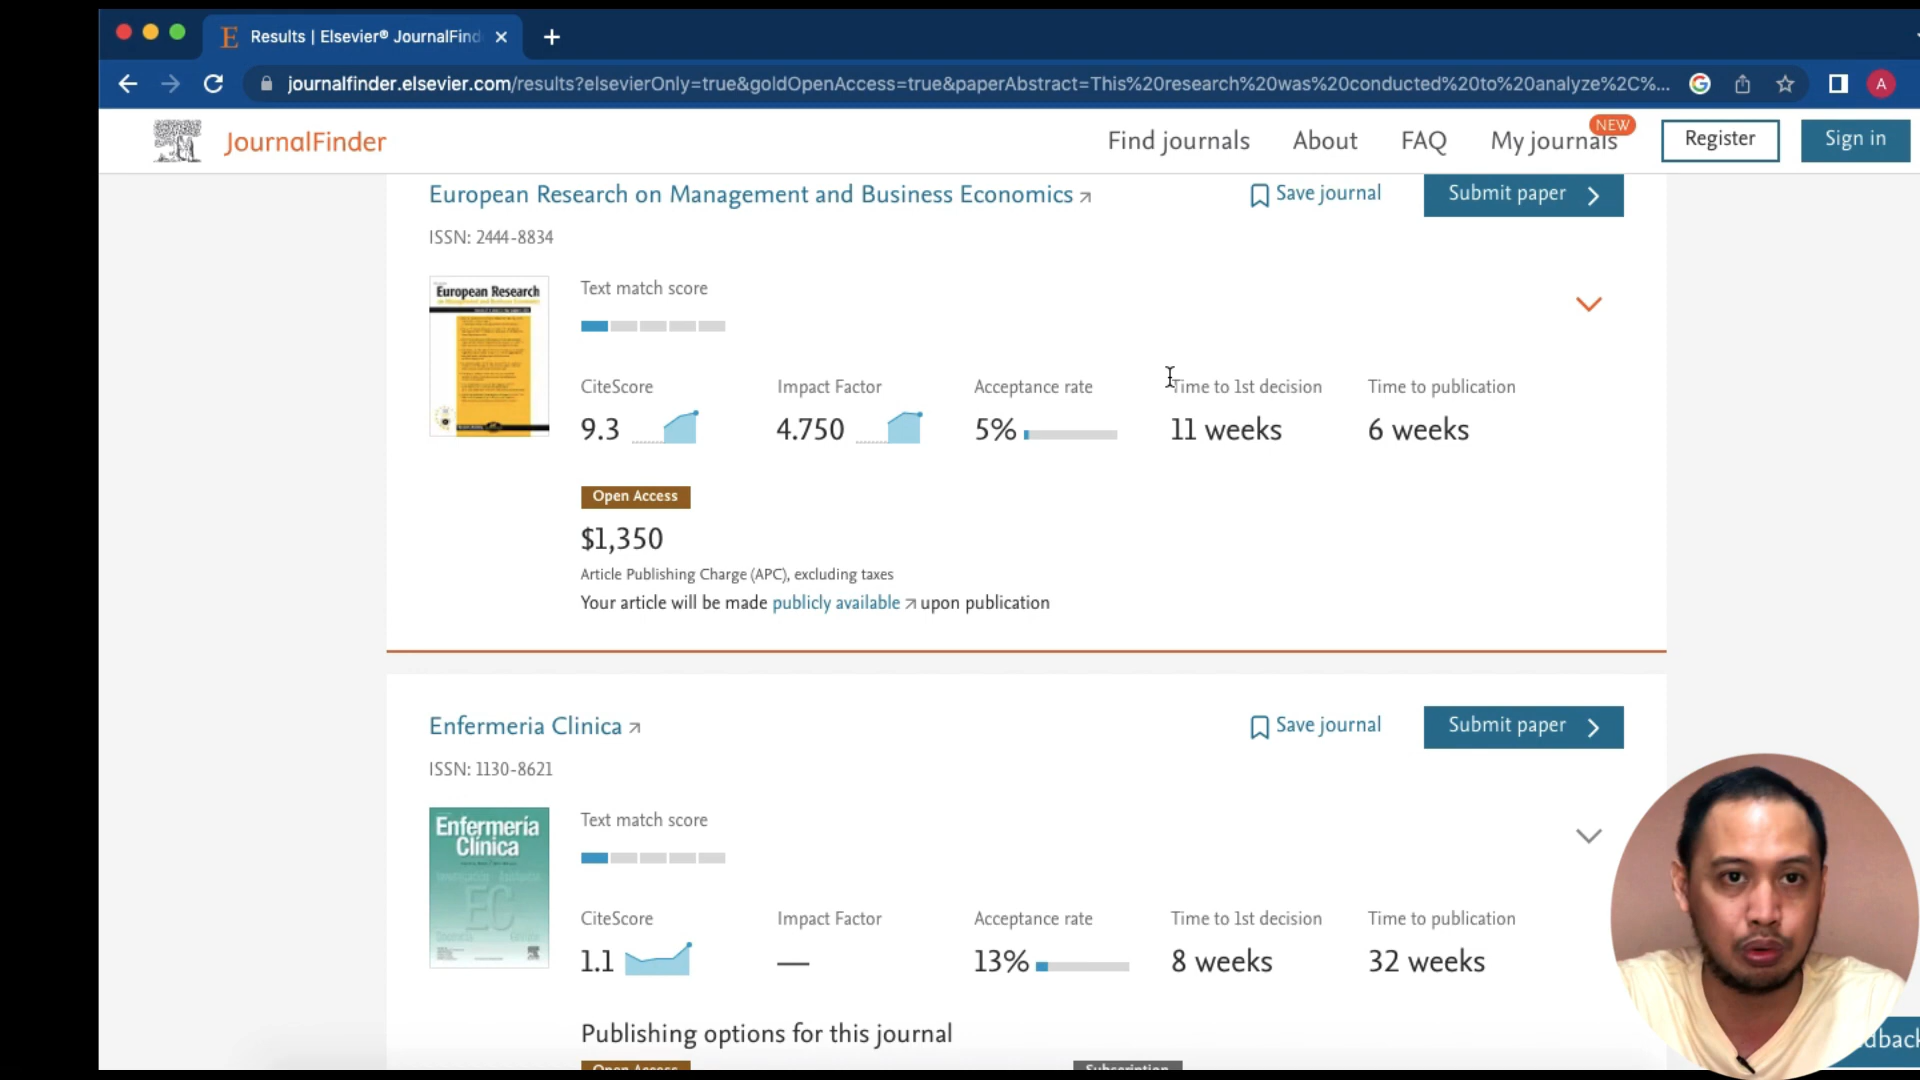 Results | Elsevier® JournalFind
journalfinder.elsevier.com/results?elsevierOnly=true&goldOpenAccess=true&paperAbstract=This%20research%20was%20conducted%20to%20analyze%2C%...
A
JournalFinder
Find journals
About
FAQ
My journals
NEW
Register
Sign in
European Research on Management and Business Economics
Save journal
Submit paper
ISSN: 2444-8834
European Research
Text match score
CiteScore
Impact Factor
Acceptance rate
Time to 1st decision
Time to publication
9.3
4.750
5%
11 weeks
6 weeks
Open Access
$1,350
Article Publishing Charge (APC), excluding taxes
Your article will be made publicly available upon publication
Enfermeria Clinica
Save journal
Submit paper
ISSN: 1130-8621
Enfermería
Clínica
EC
Text match score
CiteScore
Impact Factor
Acceptance rate
Time to 1st decision
Time to publication
1.1
—
13%
8 weeks
32 weeks
Publishing options for this journal
Open Access
Subscription
dback